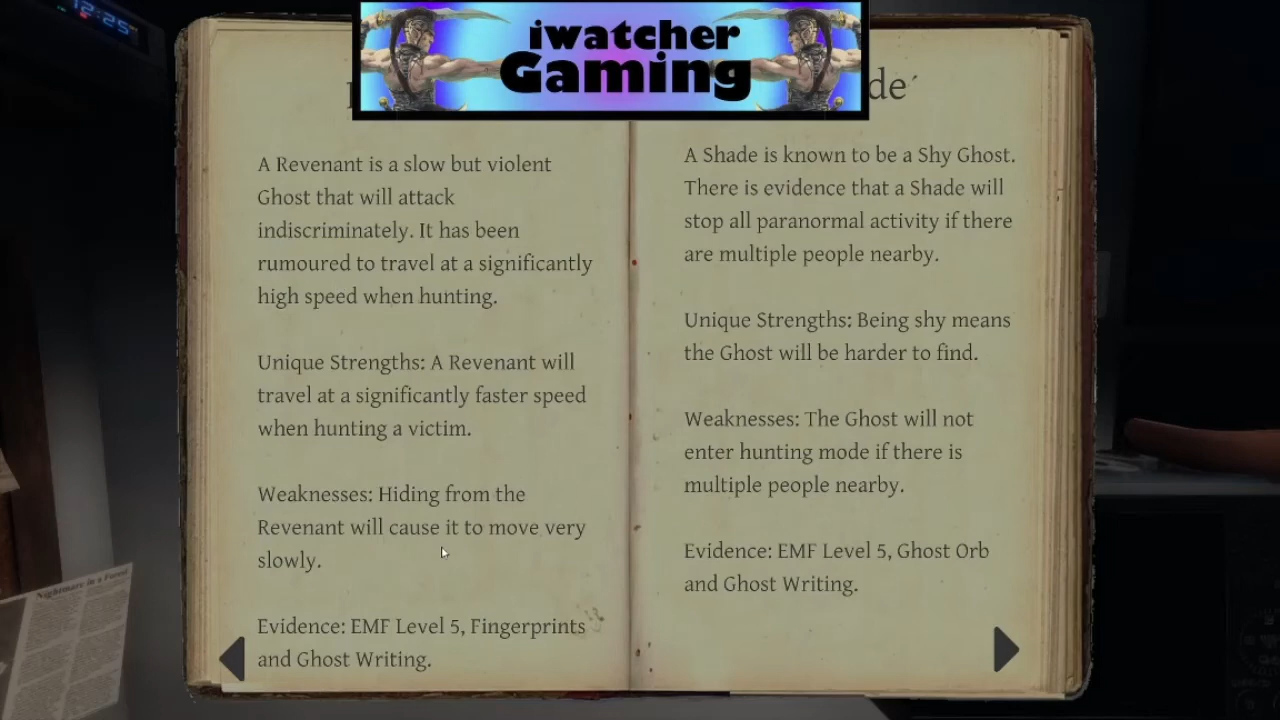 12:25
iwatcher
Gaming
de´
A Revenant is a slow but violent
Ghost that will attack
indiscriminately. It has been
rumoured to travel at a significantly
high speed when hunting.
Unique Strengths: A Revenant will
travel at a significantly faster speed
when hunting a victim.
Weaknesses: Hiding from the
Revenant will cause it to move very
slowly.
Evidence: EMF Level 5, Fingerprints
and Ghost Writing.
A Shade is known to be a Shy Ghost.
There is evidence that a Shade will
stop all paranormal activity if there
are multiple people nearby.
Unique Strengths: Being shy means
the Ghost will be harder to find.
Weaknesses: The Ghost will not
enter hunting mode if there is
multiple people nearby.
Evidence: EMF Level 5, Ghost Orb
and Ghost Writing.
Nightmare in a Forest